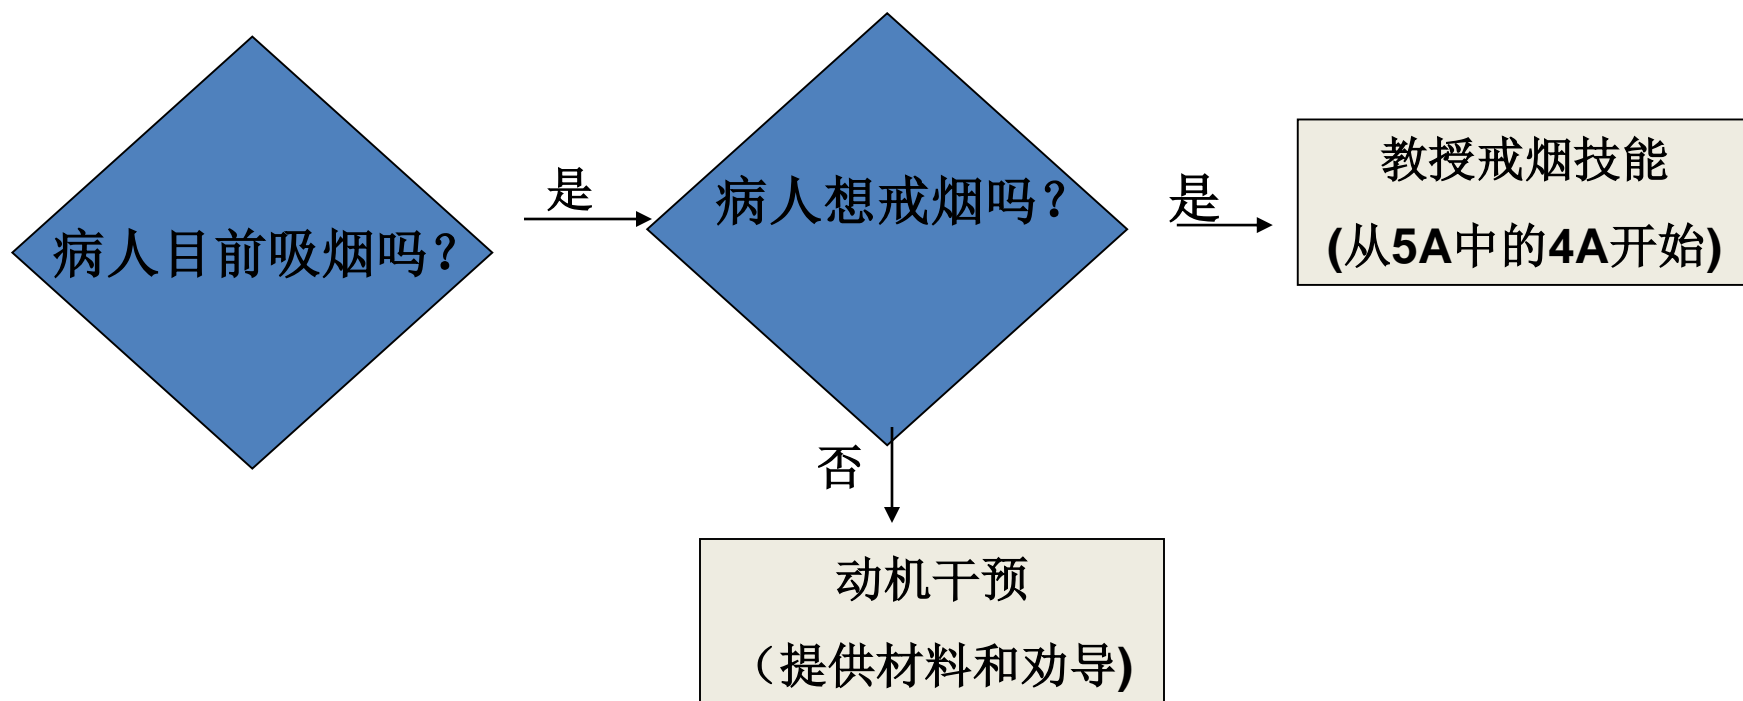 病人目前吸烟吗？
是
病人想戒烟吗？
是
教授戒烟技能
(从5A中的4A开始)
否
动机干预
（提供材料和劝导)